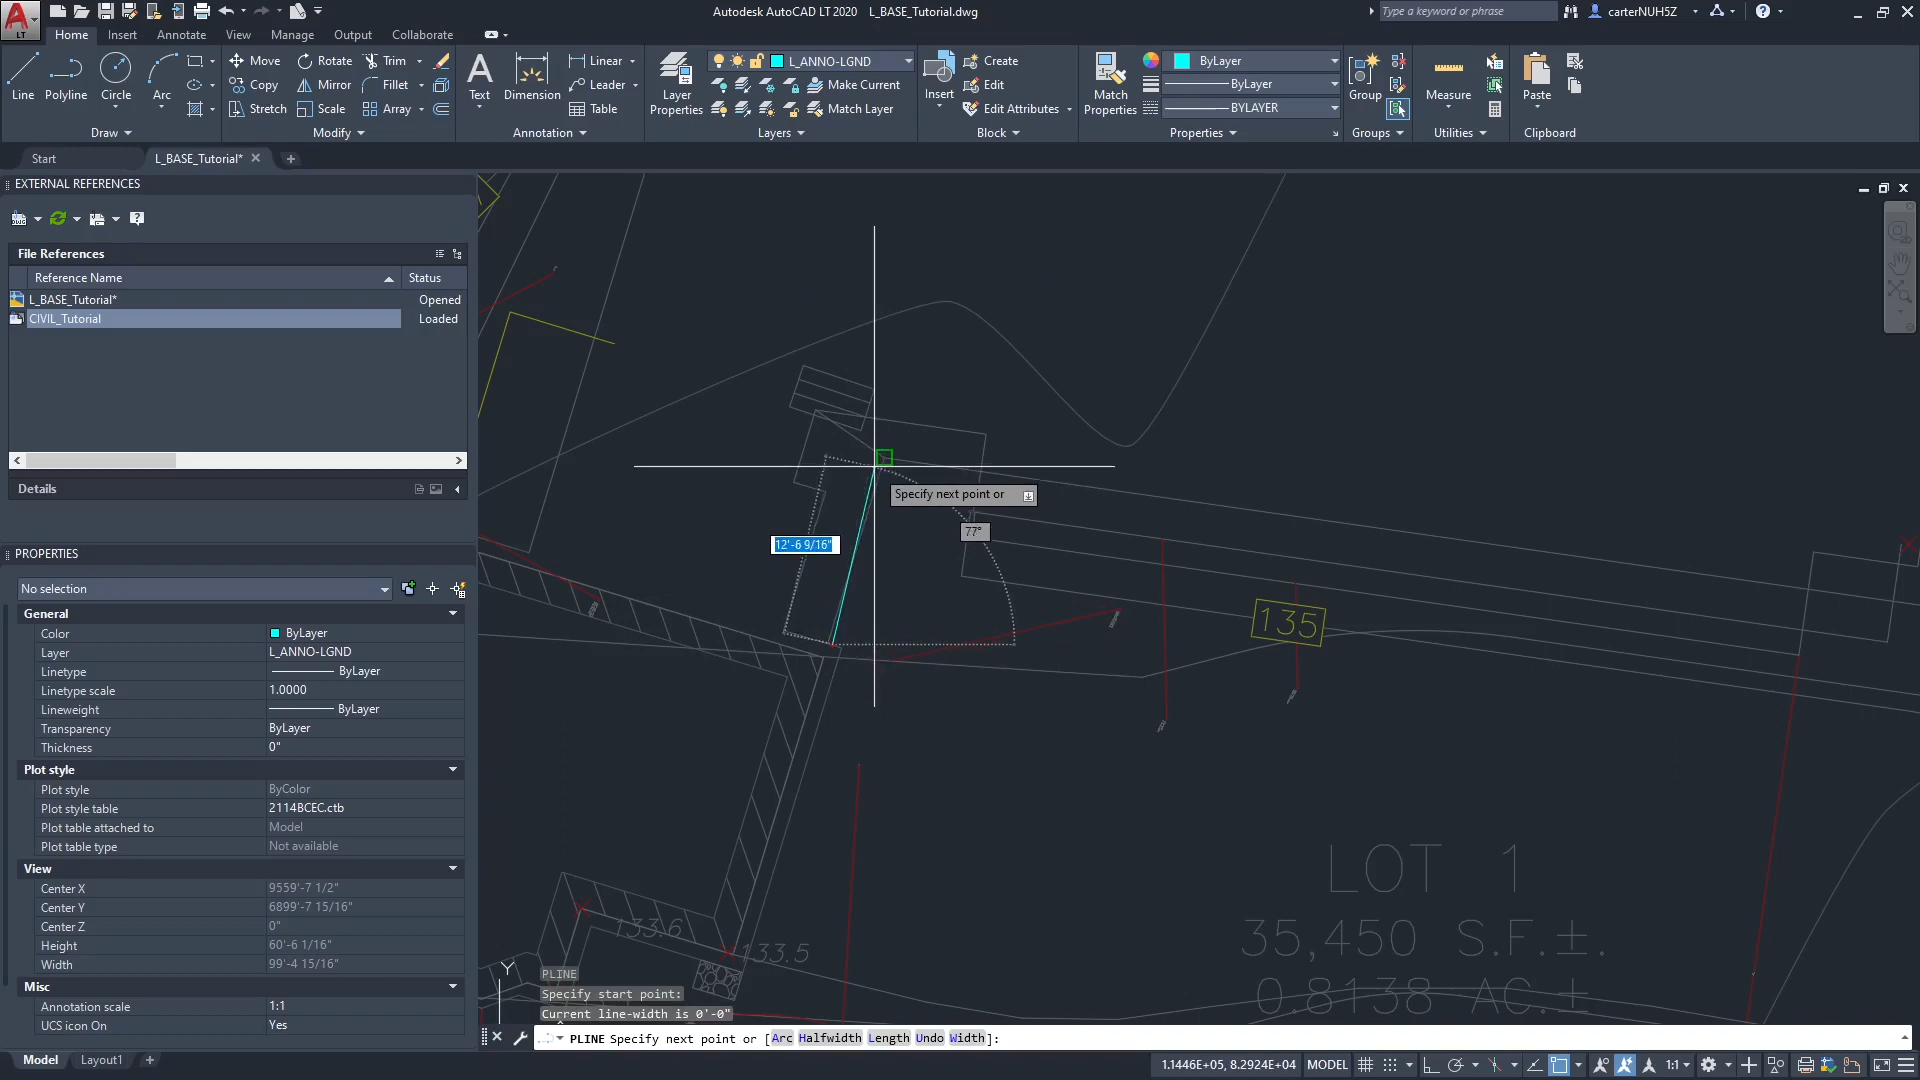 Autodesk AutoCAD LT 2020 L_BASE_Tutorial.dwg
Type a keyword or phrase
carterNUH5Z
LT
Home Insert Annotate View Manage Output Collaborate
Line Polyline Circle Arc
Move Rotate Trim
Copy Mirror Fillet
Stretch Scale Array
Text Dimension
Linear
Leader
Table
Layer Properties
L_ANNO-LGND
Make Current
Match Layer
Insert
Create
Edit
Edit Attributes
Match Properties
ByLayer
ByLayer
BYLAYER
Group
Measure
Paste
Draw Modify Annotation Layers Block Properties Groups Utilities Clipboard
Start L_BASE_Tutorial*
EXTERNAL REFERENCES
File References
Reference Name Status
L_BASE_Tutorial* Opened
CIVIL_Tutorial Loaded
Details
PROPERTIES
No selection
General
Color ByLayer
Layer L_ANNO-LGND
Linetype ByLayer
Linetype scale 1.0000
Lineweight ByLayer
Transparency ByLayer
Thickness 0"
Plot style
Plot style ByColor
Plot style table 2114BCEC.ctb
Plot table attached to Model
Plot table type Not available
View
Center X 9559'-7 1/2"
Center Y 6899'-7 15/16"
Center Z 0"
Height 60'-6 1/16"
Width 99'-4 15/16"
Misc
Annotation scale 1:1
UCS icon On Yes
Specify next point or
77°
12'-6 9/16"
135
LOT 1
35,450 S.F.±.
0.8138 AC.±
133.6
133.5
Y
PLINE
Specify start point:
Current line-width is 0'-0"
PLINE Specify next point or [Arc Halfwidth Length Undo Width]:
Model Layout1
1.1446E+05, 8.2924E+04 MODEL 1:1